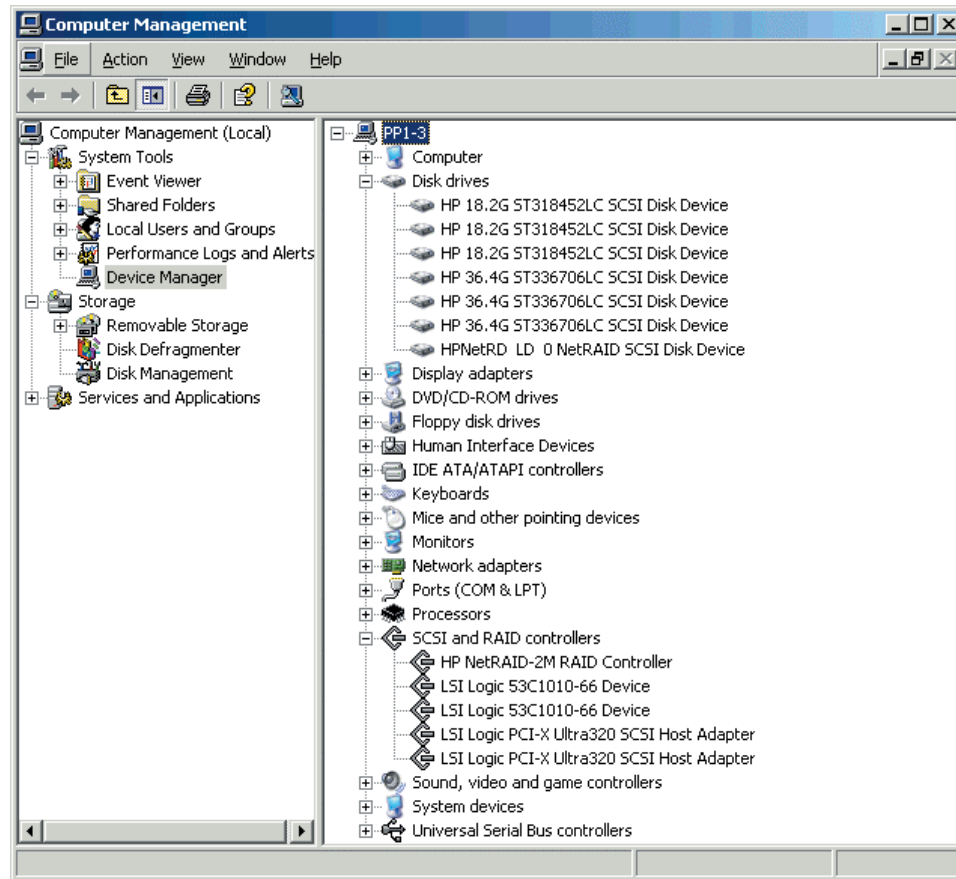 Computer Management
File Action View Window Help
Computer Management (Local)
System Tools
Event Viewer
Shared Folders
Local Users and Groups
Performance Logs and Alerts
Device Manager
Storage
Removable Storage
Disk Defragmenter
Disk Management
Services and Applications
PP1-3
Computer
Disk drives
HP 18.2G ST318452LC SCSI Disk Device
HP 18.2G ST318452LC SCSI Disk Device
HP 18.2G ST318452LC SCSI Disk Device
HP 36.4G ST336706LC SCSI Disk Device
HP 36.4G ST336706LC SCSI Disk Device
HP 36.4G ST336706LC SCSI Disk Device
HPNetRD LD 0 NetRAID SCSI Disk Device
Display adapters
DVD/CD-ROM drives
Floppy disk drives
Human Interface Devices
IDE ATA/ATAPI controllers
Keyboards
Mice and other pointing devices
Monitors
Network adapters
Ports (COM & LPT)
Processors
SCSI and RAID controllers
HP NetRAID-2M RAID Controller
LSI Logic 53C1010-66 Device
LSI Logic 53C1010-66 Device
LSI Logic PCI-X Ultra320 SCSI Host Adapter
LSI Logic PCI-X Ultra320 SCSI Host Adapter
Sound, video and game controllers
System devices
Universal Serial Bus controllers